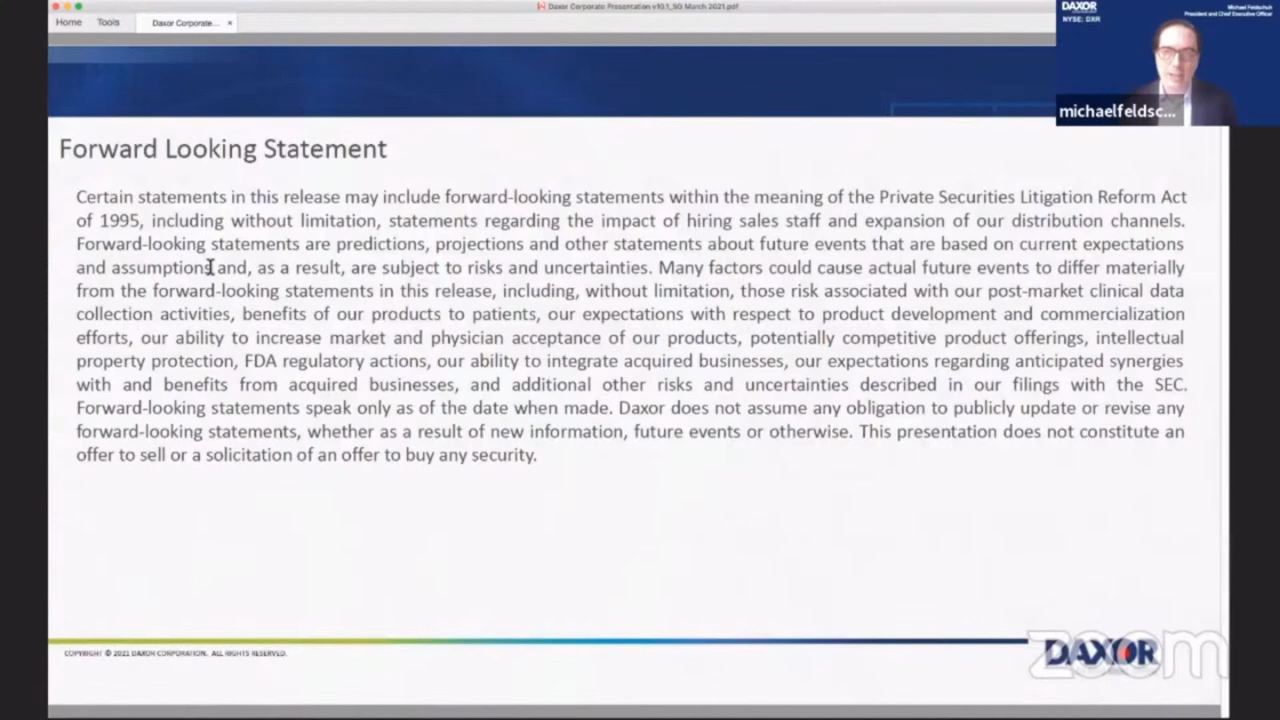 Daxor Corporate Presentation v10.1_SG March 2021.pdf
Home Tools Daxor Corporate... ×
DAXOR
NYSE: DXR
Michael Feldschuh
President and Chief Executive Officer
michaelfeldsc...
Forward Looking Statement
Certain statements in this release may include forward-looking statements within the meaning of the Private Securities Litigation Reform Act
of 1995, including without limitation, statements regarding the impact of hiring sales staff and expansion of our distribution channels.
Forward-looking statements are predictions, projections and other statements about future events that are based on current expectations
and assumptions and, as a result, are subject to risks and uncertainties. Many factors could cause actual future events to differ materially
from the forward-looking statements in this release, including, without limitation, those risk associated with our post-market clinical data
collection activities, benefits of our products to patients, our expectations with respect to product development and commercialization
efforts, our ability to increase market and physician acceptance of our products, potentially competitive product offerings, intellectual
property protection, FDA regulatory actions, our ability to integrate acquired businesses, our expectations regarding anticipated synergies
with and benefits from acquired businesses, and additional other risks and uncertainties described in our filings with the SEC.
Forward-looking statements speak only as of the date when made. Daxor does not assume any obligation to publicly update or revise any
forward-looking statements, whether as a result of new information, future events or otherwise. This presentation does not constitute an
offer to sell or a solicitation of an offer to buy any security.
COPYRIGHT © 2021 DAXOR CORPORATION. ALL RIGHTS RESERVED.
DAXOR
zoom